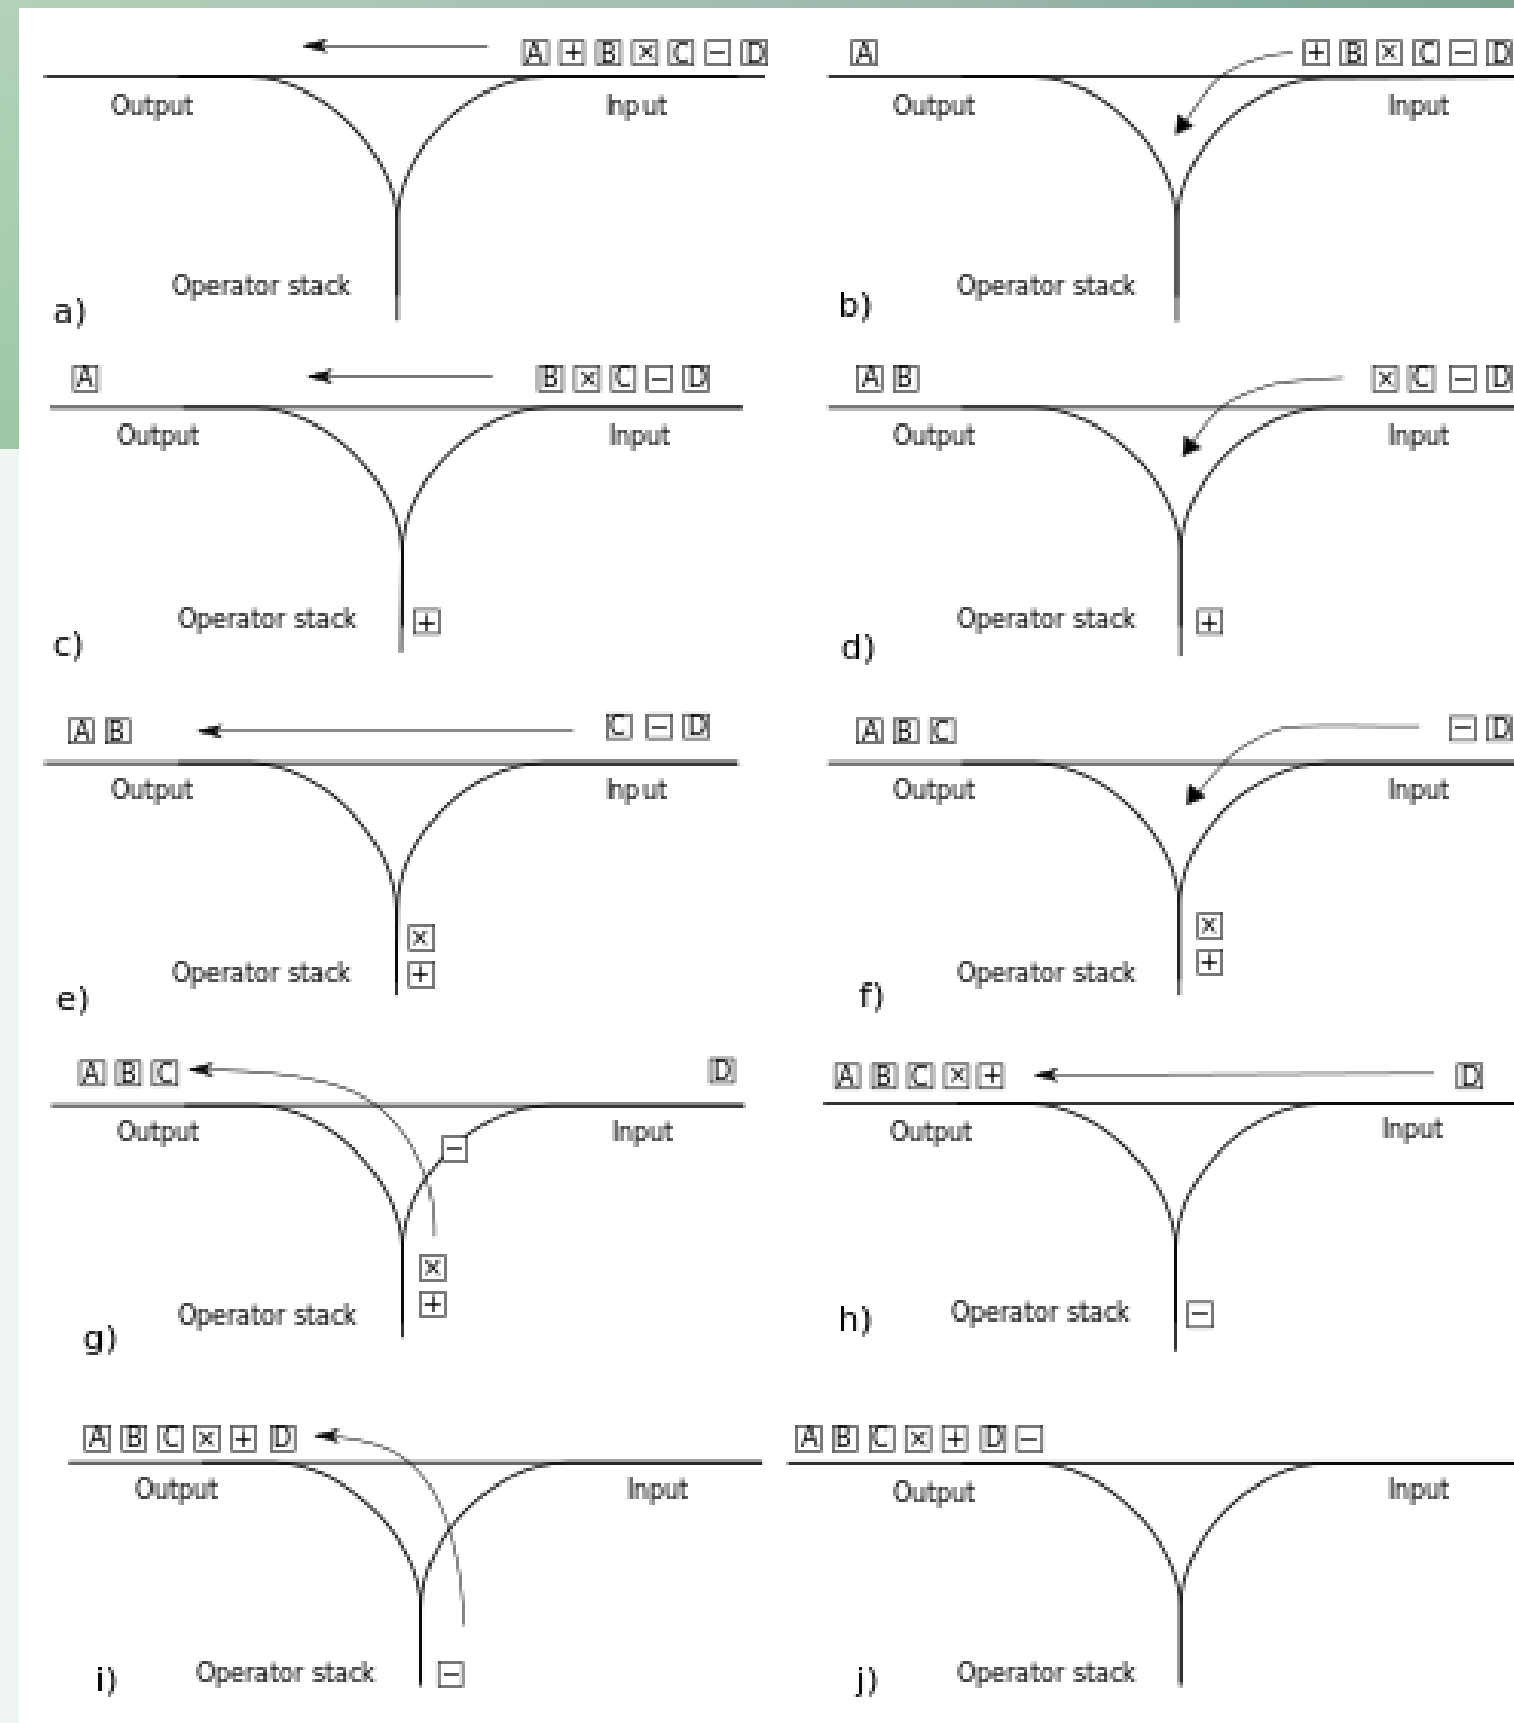 A + B × C − D
Output Input
Operator stack
a)
A + B × C − D
Output Input
Operator stack
b)
A B × C − D
Output Input
Operator stack +
c)
A B × C − D
Output Input
Operator stack +
d)
A B C − D
Output Input
×
Operator stack +
e)
A B C − D
Output Input
×
Operator stack +
f)
A B C D
Output Input
−
×
Operator stack +
g)
A B C × + D
Output Input
Operator stack −
h)
A B C × + D
Output Input
Operator stack −
i)
A B C × + D −
Output Input
Operator stack
j)